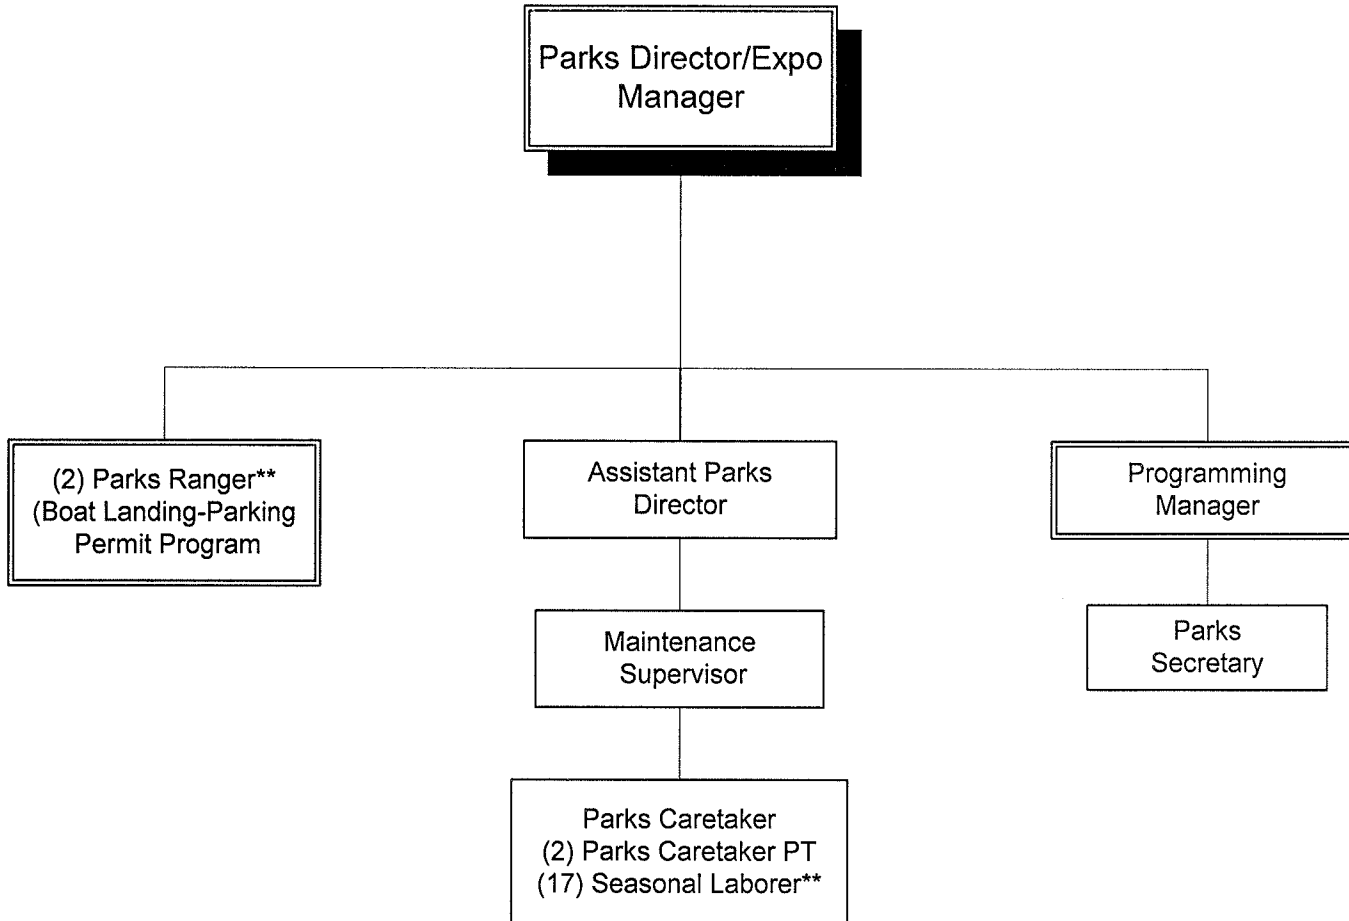 Parks Director/Expo
Manager
(2) Parks Ranger**
(Boat Landing-Parking
Permit Program
Assistant Parks
Director
Programming
Manager
Maintenance
Supervisor
Parks
Secretary
Parks Caretaker
(2) Parks Caretaker PT
(17) Seasonal Laborer**